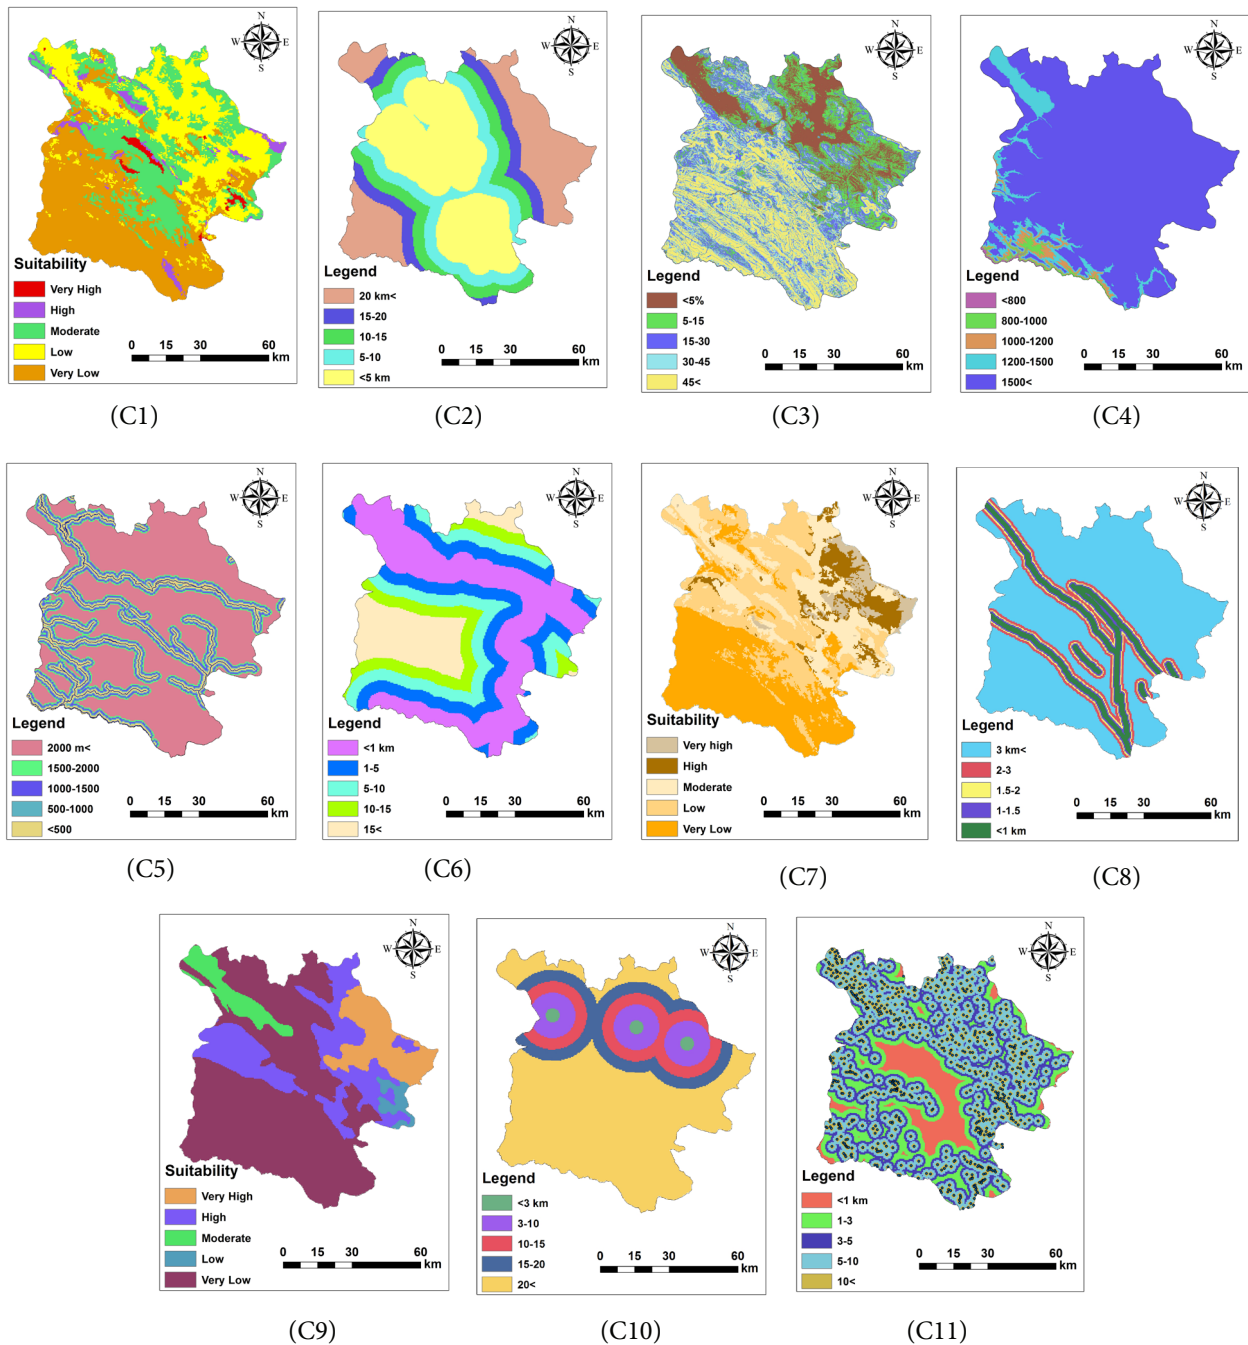 N
W E
S
Suitability
Very High
High
Moderate
Low
Very Low
0 15 30 60
km
(C1)
N
W E
S
Legend
20 km<
15-20
10-15
5-10
<5 km
0 15 30 60
km
(C2)
N
W E
S
Legend
<5%
5-15
15-30
30-45
45<
0 15 30 60
km
(C3)
N
W E
S
Legend
<800
800-1000
1000-1200
1200-1500
1500<
0 15 30 60
km
(C4)
N
W E
S
Legend
2000 m<
1500-2000
1000-1500
500-1000
<500
0 15 30 60
km
(C5)
N
W E
S
Legend
<1 km
1-5
5-10
10-15
15<
0 15 30 60
km
(C6)
N
W E
S
Suitability
Very high
High
Moderate
Low
Very Low
0 15 30 60
km
(C7)
N
W E
S
Legend
3 km<
2-3
1.5-2
1-1.5
<1 km
0 15 30 60
km
(C8)
N
W E
S
Suitability
Very High
High
Moderate
Low
Very Low
0 15 30 60
km
(C9)
N
W E
S
Legend
<3 km
3-10
10-15
15-20
20<
0 15 30 60
km
(C10)
N
W E
S
Legend
<1 km
1-3
3-5
5-10
10<
0 15 30 60
km
(C11)